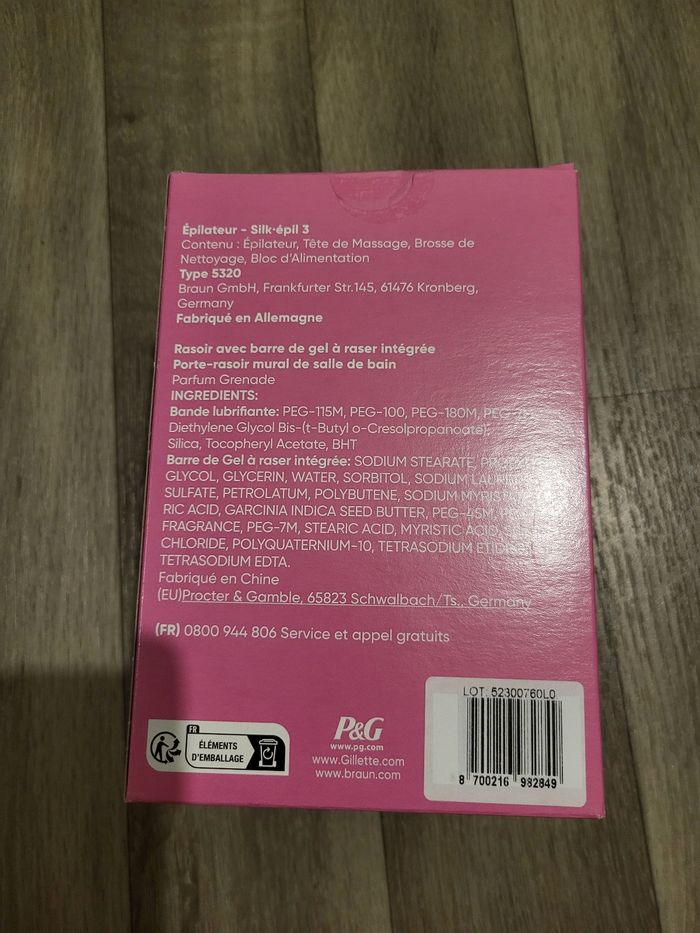 Épilateur - Silk·épil 3
Contenu : Épilateur, Tête de Massage, Brosse de
Nettoyage, Bloc d'Alimentation
Type 5320
Braun GmbH, Frankfurter Str.145, 61476 Kronberg,
Germany
Fabriqué en Allemagne
Rasoir avec barre de gel à raser intégrée
Porte-rasoir mural de salle de bain
Parfum Grenade
INGREDIENTS:
Bande lubrifiante: PEG-115M, PEG-100, PEG-180M,
Diethylene Glycol Bis-(t-Butyl o-Cresolpropanoate),
Silica, Tocopheryl Acetate, BHT
Barre de Gel à raser intégrée: SODIUM STEARATE,
GLYCOL, GLYCERIN, WATER, SORBITOL, SODIUM
SULFATE, PETROLATUM, POLYBUTENE, SODIUM
RIC ACID, GARCINIA INDICA SEED BUTTER, PEG-45M,
FRAGRANCE, PEG-7M, STEARIC ACID, MYRISTIC ACID,
CHLORIDE, POLYQUATERNIUM-10, TETRASODIUM
TETRASODIUM EDTA.
Fabriqué en Chine
(EU)Procter & Gamble, 65823 Schwalbach/Ts., Germany
(FR) 0800 944 806 Service et appel gratuits
LOT: 52300760L0
8 700216 982849
FR
ÉLÉMENTS
D'EMBALLAGE
P&G
www.pg.com
www.Gillette.com
www.braun.com